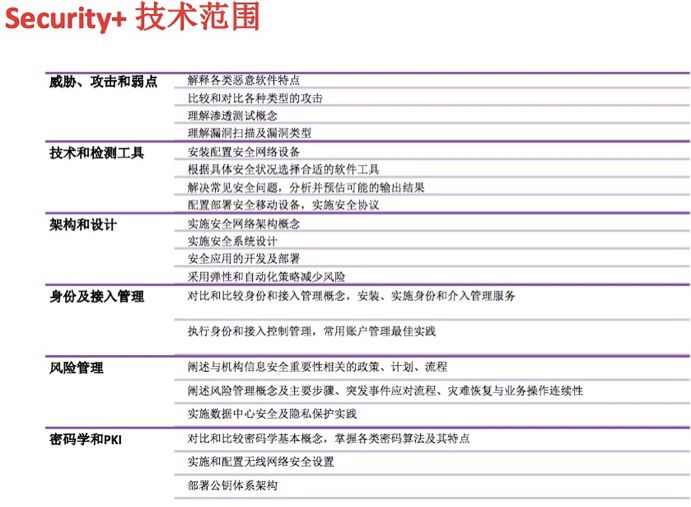 Security+ 技术范围
威胁、攻击和弱点
解释各类恶意软件特点
比较和对比各种类型的攻击
理解渗透测试概念
理解漏洞扫描及漏洞类型
技术和检测工具
安装配置安全网络设备
根据具体安全状况选择合适的软件工具
解决常见安全问题，分析并预估可能的输出结果
配置部署安全移动设备，实施安全协议
架构和设计
实施安全网络架构概念
实施安全系统设计
安全应用的开发及部署
采用弹性和自动化策略减少风险
身份及接入管理
对比和比较身份和接入管理概念，安装、实施身份和介入管理服务
执行身份和接入控制管理，常用账户管理最佳实践
风险管理
阐述与机构信息安全重要性相关的政策、计划、流程
阐述风险管理概念及主要步骤、突发事件应对流程、灾难恢复与业务操作连续性
实施数据中心安全及隐私保护实践
密码学和PKI
对比和比较密码学基本概念，掌握各类密码算法及其特点
实施和配置无线网络安全设置
部署公钥体系架构